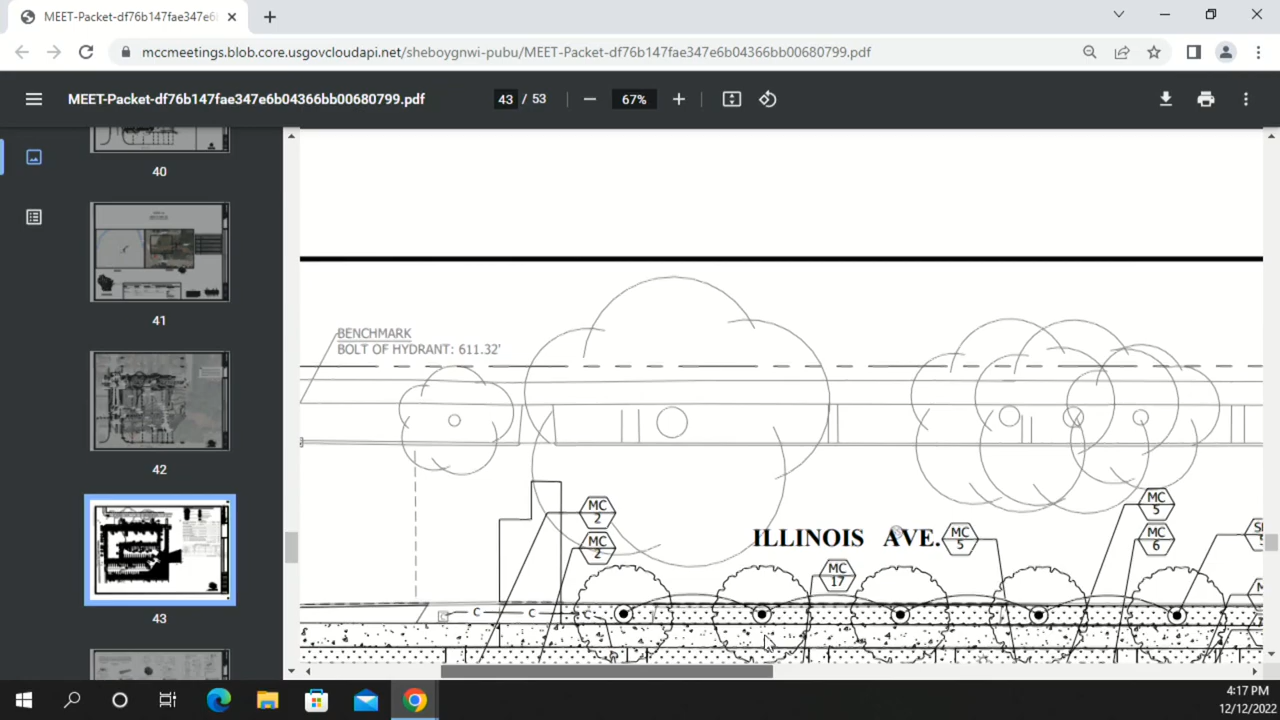 MEET-Packet-df76b147fae347e6
mccmeetings.blob.core.usgovcloudapi.net/sheboygnwi-pubu/MEET-Packet-df76b147fae347e6b04366bb00680799.pdf
MEET-Packet-df76b147fae347e6b04366bb00680799.pdf
43 / 53
67%
40
41
42
43
BENCHMARK
BOLT OF HYDRANT: 611.32'
MC
2
MC
2
ILLINOIS AVE.
MC
5
MC
17
MC
5
MC
6
C
C
4:17 PM
12/12/2022